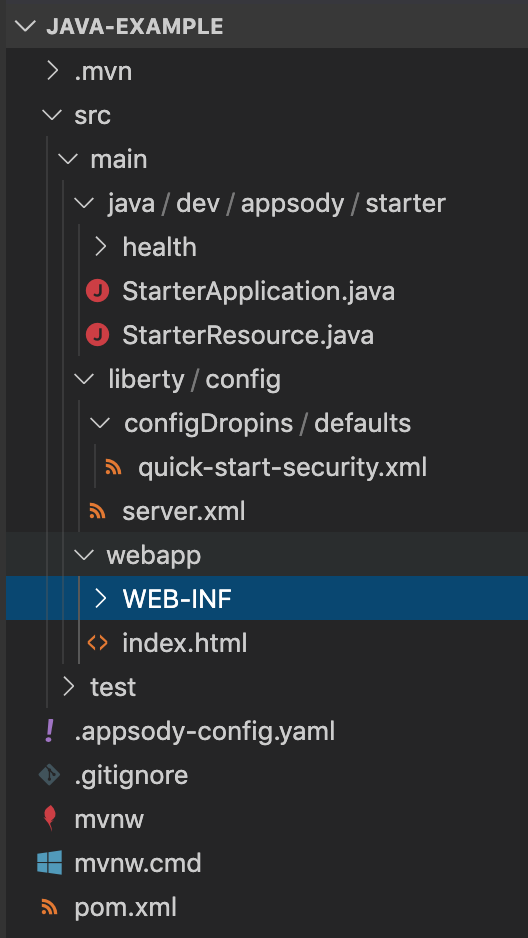 JAVA-EXAMPLE
.mvn
src
main
java / dev / appsody / starter
health
J StarterApplication.java
J StarterResource.java
liberty / config
configDropins / defaults
quick-start-security.xml
server.xml
webapp
WEB-INF
<> index.html
test
! .appsody-config.yaml
.gitignore
mvnw
mvnw.cmd
pom.xml